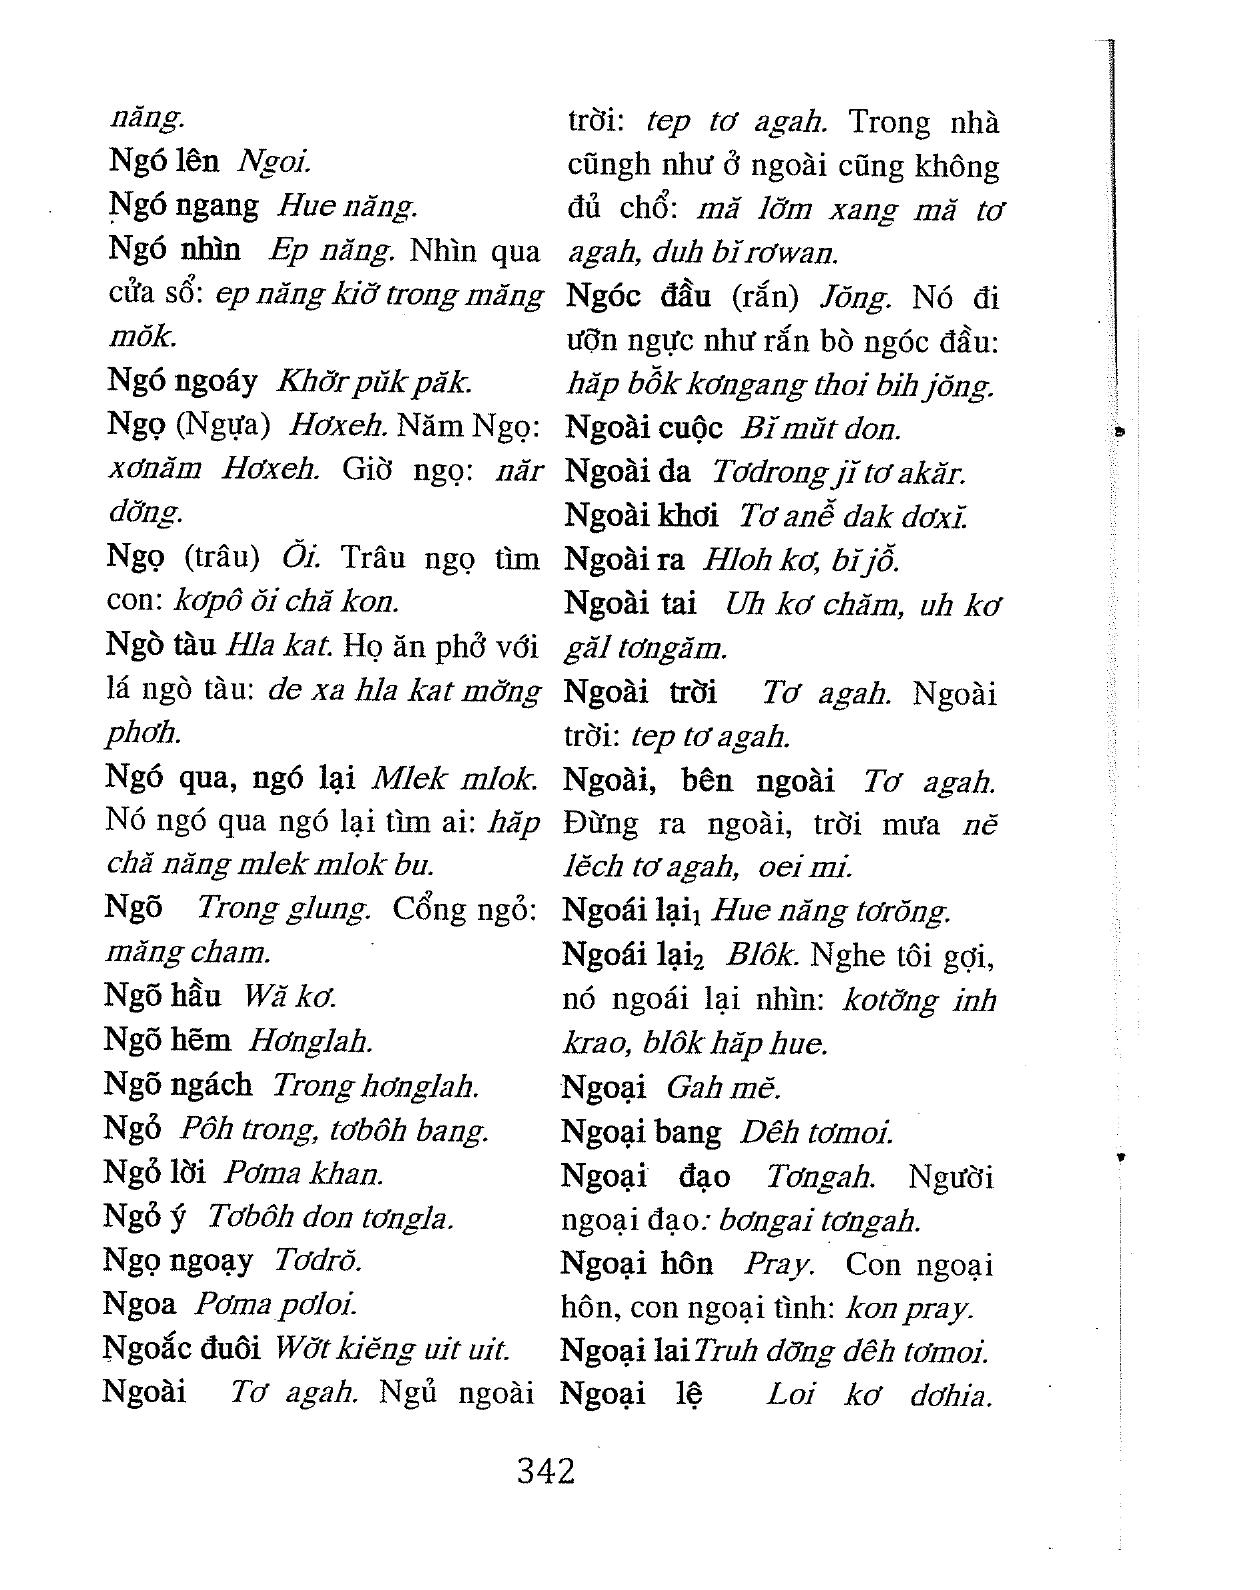 năng.
Ngó lên Ngoi.
Ngó ngang Hue năng.
Ngó nhìn Ep năng. Nhìn qua
cửa sổ: ep năng kiơ̆ trong măng
mŏk.
Ngó ngoáy Khơ̆r pŭk păk.
Ngọ (Ngựa) Hơxeh. Năm Ngọ:
xơnăm Hơxeh. Giờ ngọ: năr
dơ̆ng.
Ngọ (trâu) Ŏi. Trâu ngọ tìm
con: kơpô ŏi chă kon.
Ngò tàu Hla kat. Họ ăn phở với
lá ngò tàu: de xa hla kat mơ̆ng
phơh.
Ngó qua, ngó lại Mlek mlok.
Nó ngó qua ngó lại tìm ai: hăp
chă năng mlek mlok bu.
Ngõ Trong glung. Cổng ngỏ:
măng cham.
Ngõ hầu Wă kơ.
Ngõ hẽm Hơnglah.
Ngõ ngách Trong hơnglah.
Ngỏ Pôh trong, tơbôh bang.
Ngỏ lời Pơma khan.
Ngỏ ý Tơbôh don tơngla.
Ngọ ngoạy Tơdrŏ.
Ngoa Pơma pơloi.
Ngoắc đuôi Wơ̆t kiĕng uit uit.
Ngoài Tơ agah. Ngủ ngoài
trời: tep tơ agah. Trong nhà
cũngh như ở ngoài cũng không
đủ chổ: mă lơ̆m xang mă tơ
agah, duh bĭ rơwan.
Ngóc đầu (rắn) Jŏng. Nó đi
ưỡn ngực như rắn bò ngóc đầu:
hăp bô̆k kơngang thoi bih jŏng.
Ngoài cuộc Bĭ mŭt don.
Ngoài da Tơdrong jĭ tơ akăr.
Ngoài khơi Tơ anê̆ dak dơxĭ.
Ngoài ra Hloh kơ, bĭ jô̆.
Ngoài tai Uh kơ chăm, uh kơ
găl tơngăm.
Ngoài trời Tơ agah. Ngoài
trời: tep tơ agah.
Ngoài, bên ngoài Tơ agah.
Đừng ra ngoài, trời mưa nĕ
lĕch tơ agah, oei mi.
Ngoái lại₁ Hue năng tơrŏng.
Ngoái lại₂ Blôk. Nghe tôi gợi,
nó ngoái lại nhìn: kotơ̆ng inh
krao, blôk hăp hue.
Ngoại Gah mĕ.
Ngoại bang Dêh tơmoi.
Ngoại đạo Tơngah. Người
ngoại đạo: bơngai tơngah.
Ngoại hôn Pray. Con ngoại
hôn, con ngoại tình: kon pray.
Ngoại lai Truh dơ̆ng dêh tơmoi.
Ngoại lệ Loi kơ dơhia.
342